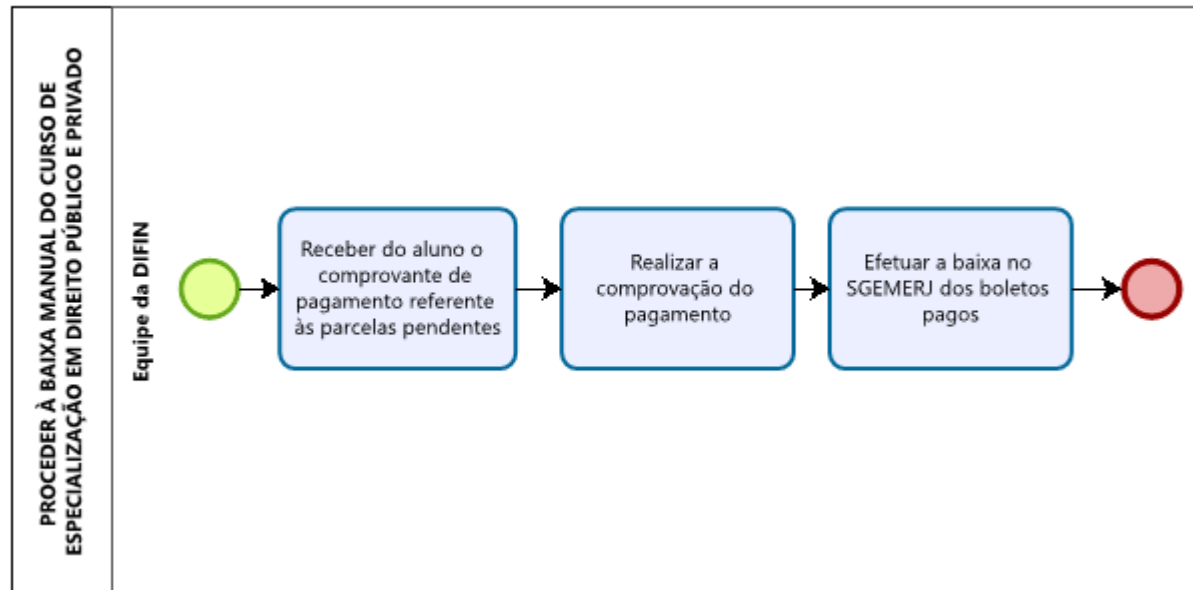 PROCEDER À BAIXA MANUAL DO CURSO DE
ESPECIALIZAÇÃO EM DIREITO PÚBLICO E PRIVADO
Equipe da DIFIN
Receber do aluno o
comprovante de
pagamento referente
às parcelas pendentes
Realizar a
comprovação do
pagamento
Efetuar a baixa no
SGEMERJ dos boletos
pagos